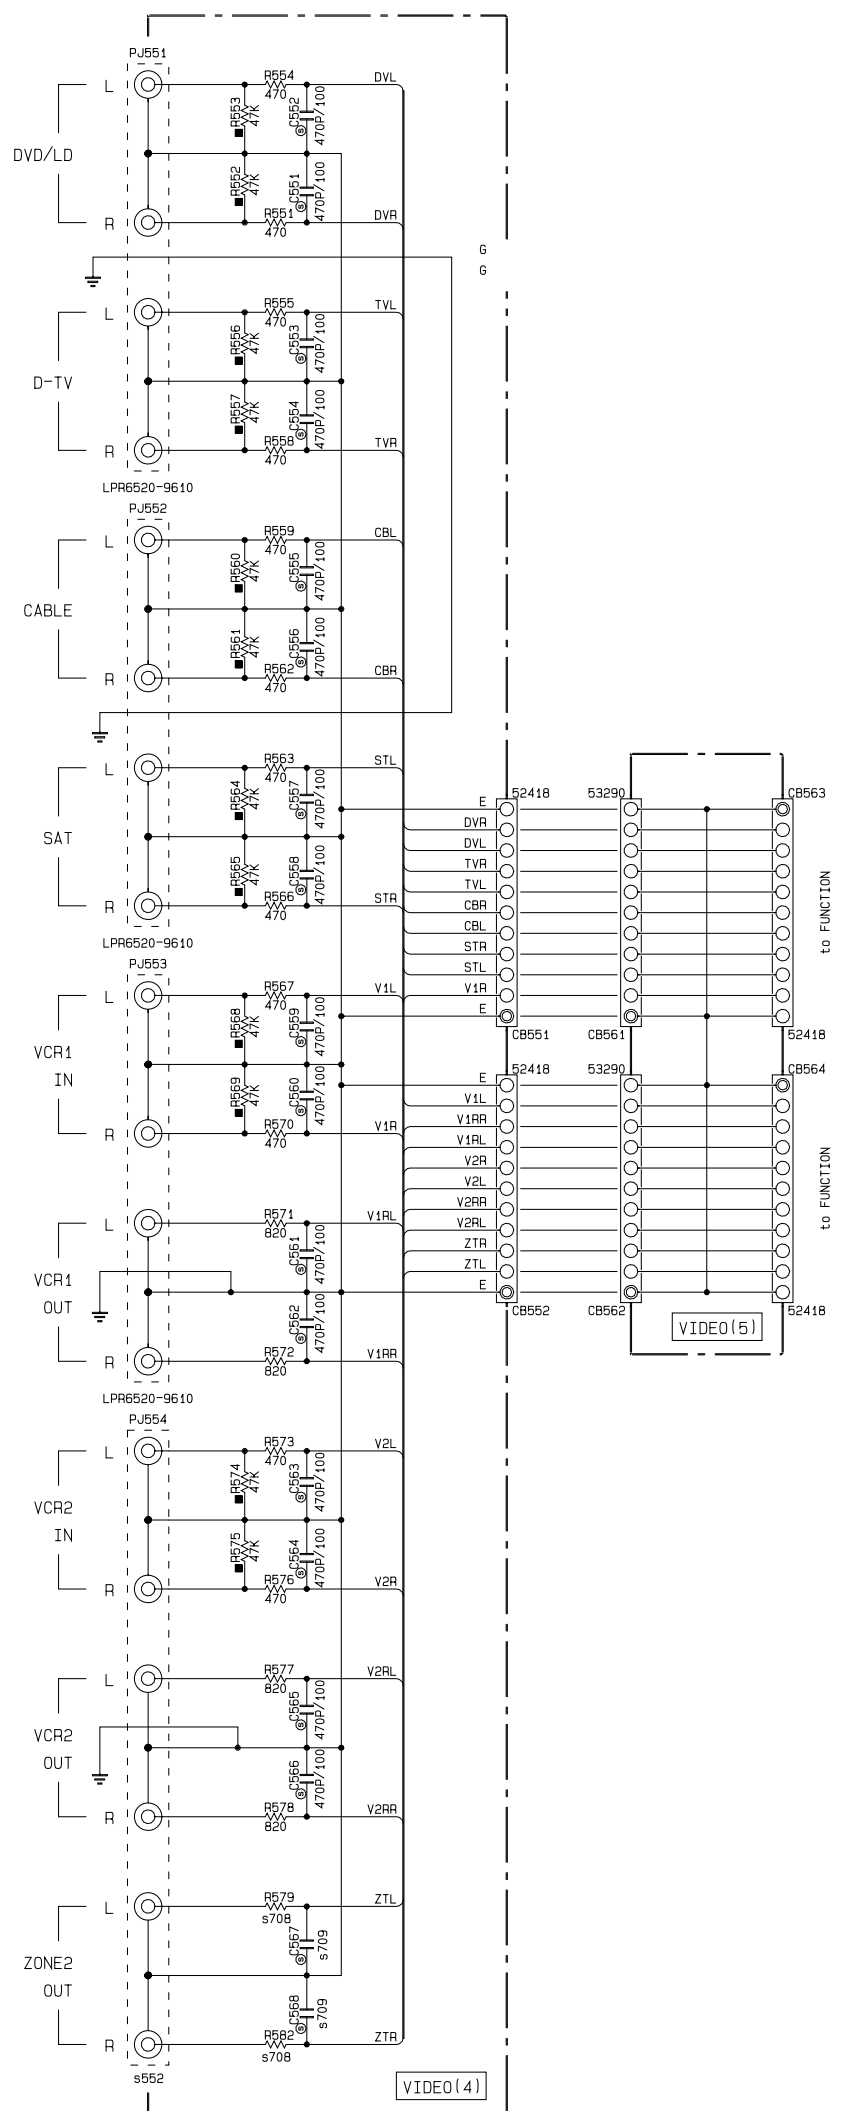 PJ551
L
R554
470
DVL
R553
47K
C552
470P/100
DVD/LD
R552
47K
C551
470P/100
R
R551
470
DVR
G
G
L
R555
470
TVL
R556
47K
C553
470P/100
D-TV
R557
47K
C554
470P/100
R
R558
470
TVR
LPR6520-9610
PJ552
L
R559
470
CBL
R560
47K
C555
470P/100
CABLE
R561
47K
C556
470P/100
R
R562
470
CBR
L
R563
470
STL
R564
47K
C557
470P/100
SAT
R565
47K
C558
470P/100
R
R566
470
STR
LPR6520-9610
52418
53290
CB563
E
DVR
DVL
TVR
TVL
CBR
CBL
STR
STL
V1R
E
to FUNCTION
CB551
CB561
52418
PJ553
L
R567
470
V1L
R568
47K
C559
470P/100
VCR1
IN
R569
47K
C560
470P/100
R
R570
470
V1R
52418
53290
CB564
E
V1L
V1RR
V1RL
V2R
V2L
V2RR
V2RL
ZTR
ZTL
E
to FUNCTION
CB552
CB562
52418
VIDEO(5)
L
R571
820
V1RL
C561
470P/100
VCR1
OUT
C562
470P/100
R
R572
820
V1RR
LPR6520-9610
PJ554
L
R573
470
V2L
R574
47K
C563
470P/100
VCR2
IN
R575
47K
C564
470P/100
R
R576
470
V2R
L
R577
820
V2RL
C565
470P/100
VCR2
OUT
C566
470P/100
R
R578
820
V2RR
L
R579
s708
ZTL
C567
s709
ZONE2
OUT
C568
s709
R
R582
s708
ZTR
s552
VIDEO(4)